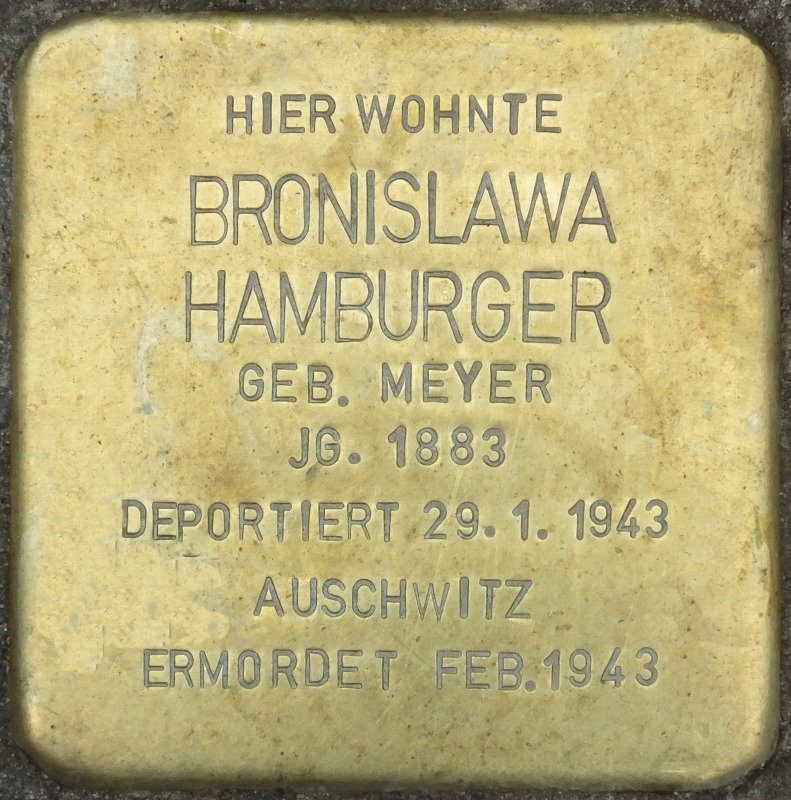 HIER WOHNTE
BRONISLAWA
HAMBURGER
GEB. MEYER
JG. 1883
DEPORTIERT 29.1.1943
AUSCHWITZ
ERMORDET FEB.1943